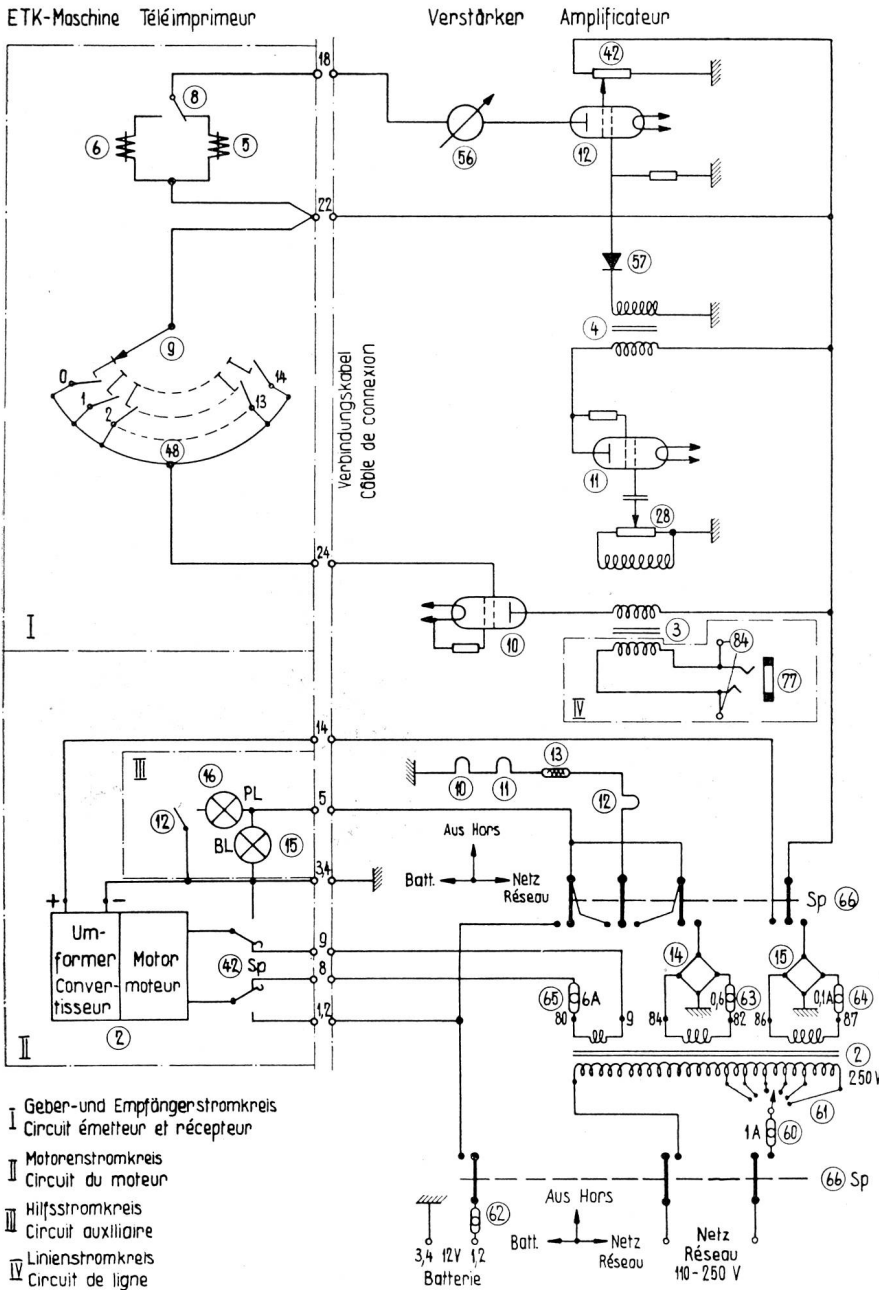 ETK-Maschine Téléimprimeur
Verstärker Amplificateur
18
42
8
6
5
56
12
22
57
4
9
0
1
2
14
13
48
Verbindungskabel
Câble de connexion
11
28
24
10
3
84
77
I
IV
14
III
16
PL
5
13
10
11
12
12
BL
15
Aus Hors
3,4
Batt.
Netz
Réseau
Sp 66
+
-
Um-
former
Conver-
tisseur
Motor
moteur
9
42 Sp
8
14
15
65
6A
0,6
63
0,1A
64
80
9
84
82
86
87
1,2
2
II
2
250 V
61
1A
60
I Geber-und Empfängerstromkreis
Circuit émetteur et récepteur
II Motorenstromkreis
Circuit du moteur
III Hilfsstromkreis
Circuit auxiliaire
IV Linienstromkreis
Circuit de ligne
66 Sp
62
Aus Hors
3,4 12V 1,2
Batterie
Batt.
Netz
Réseau
Netz
Réseau
110-250 V